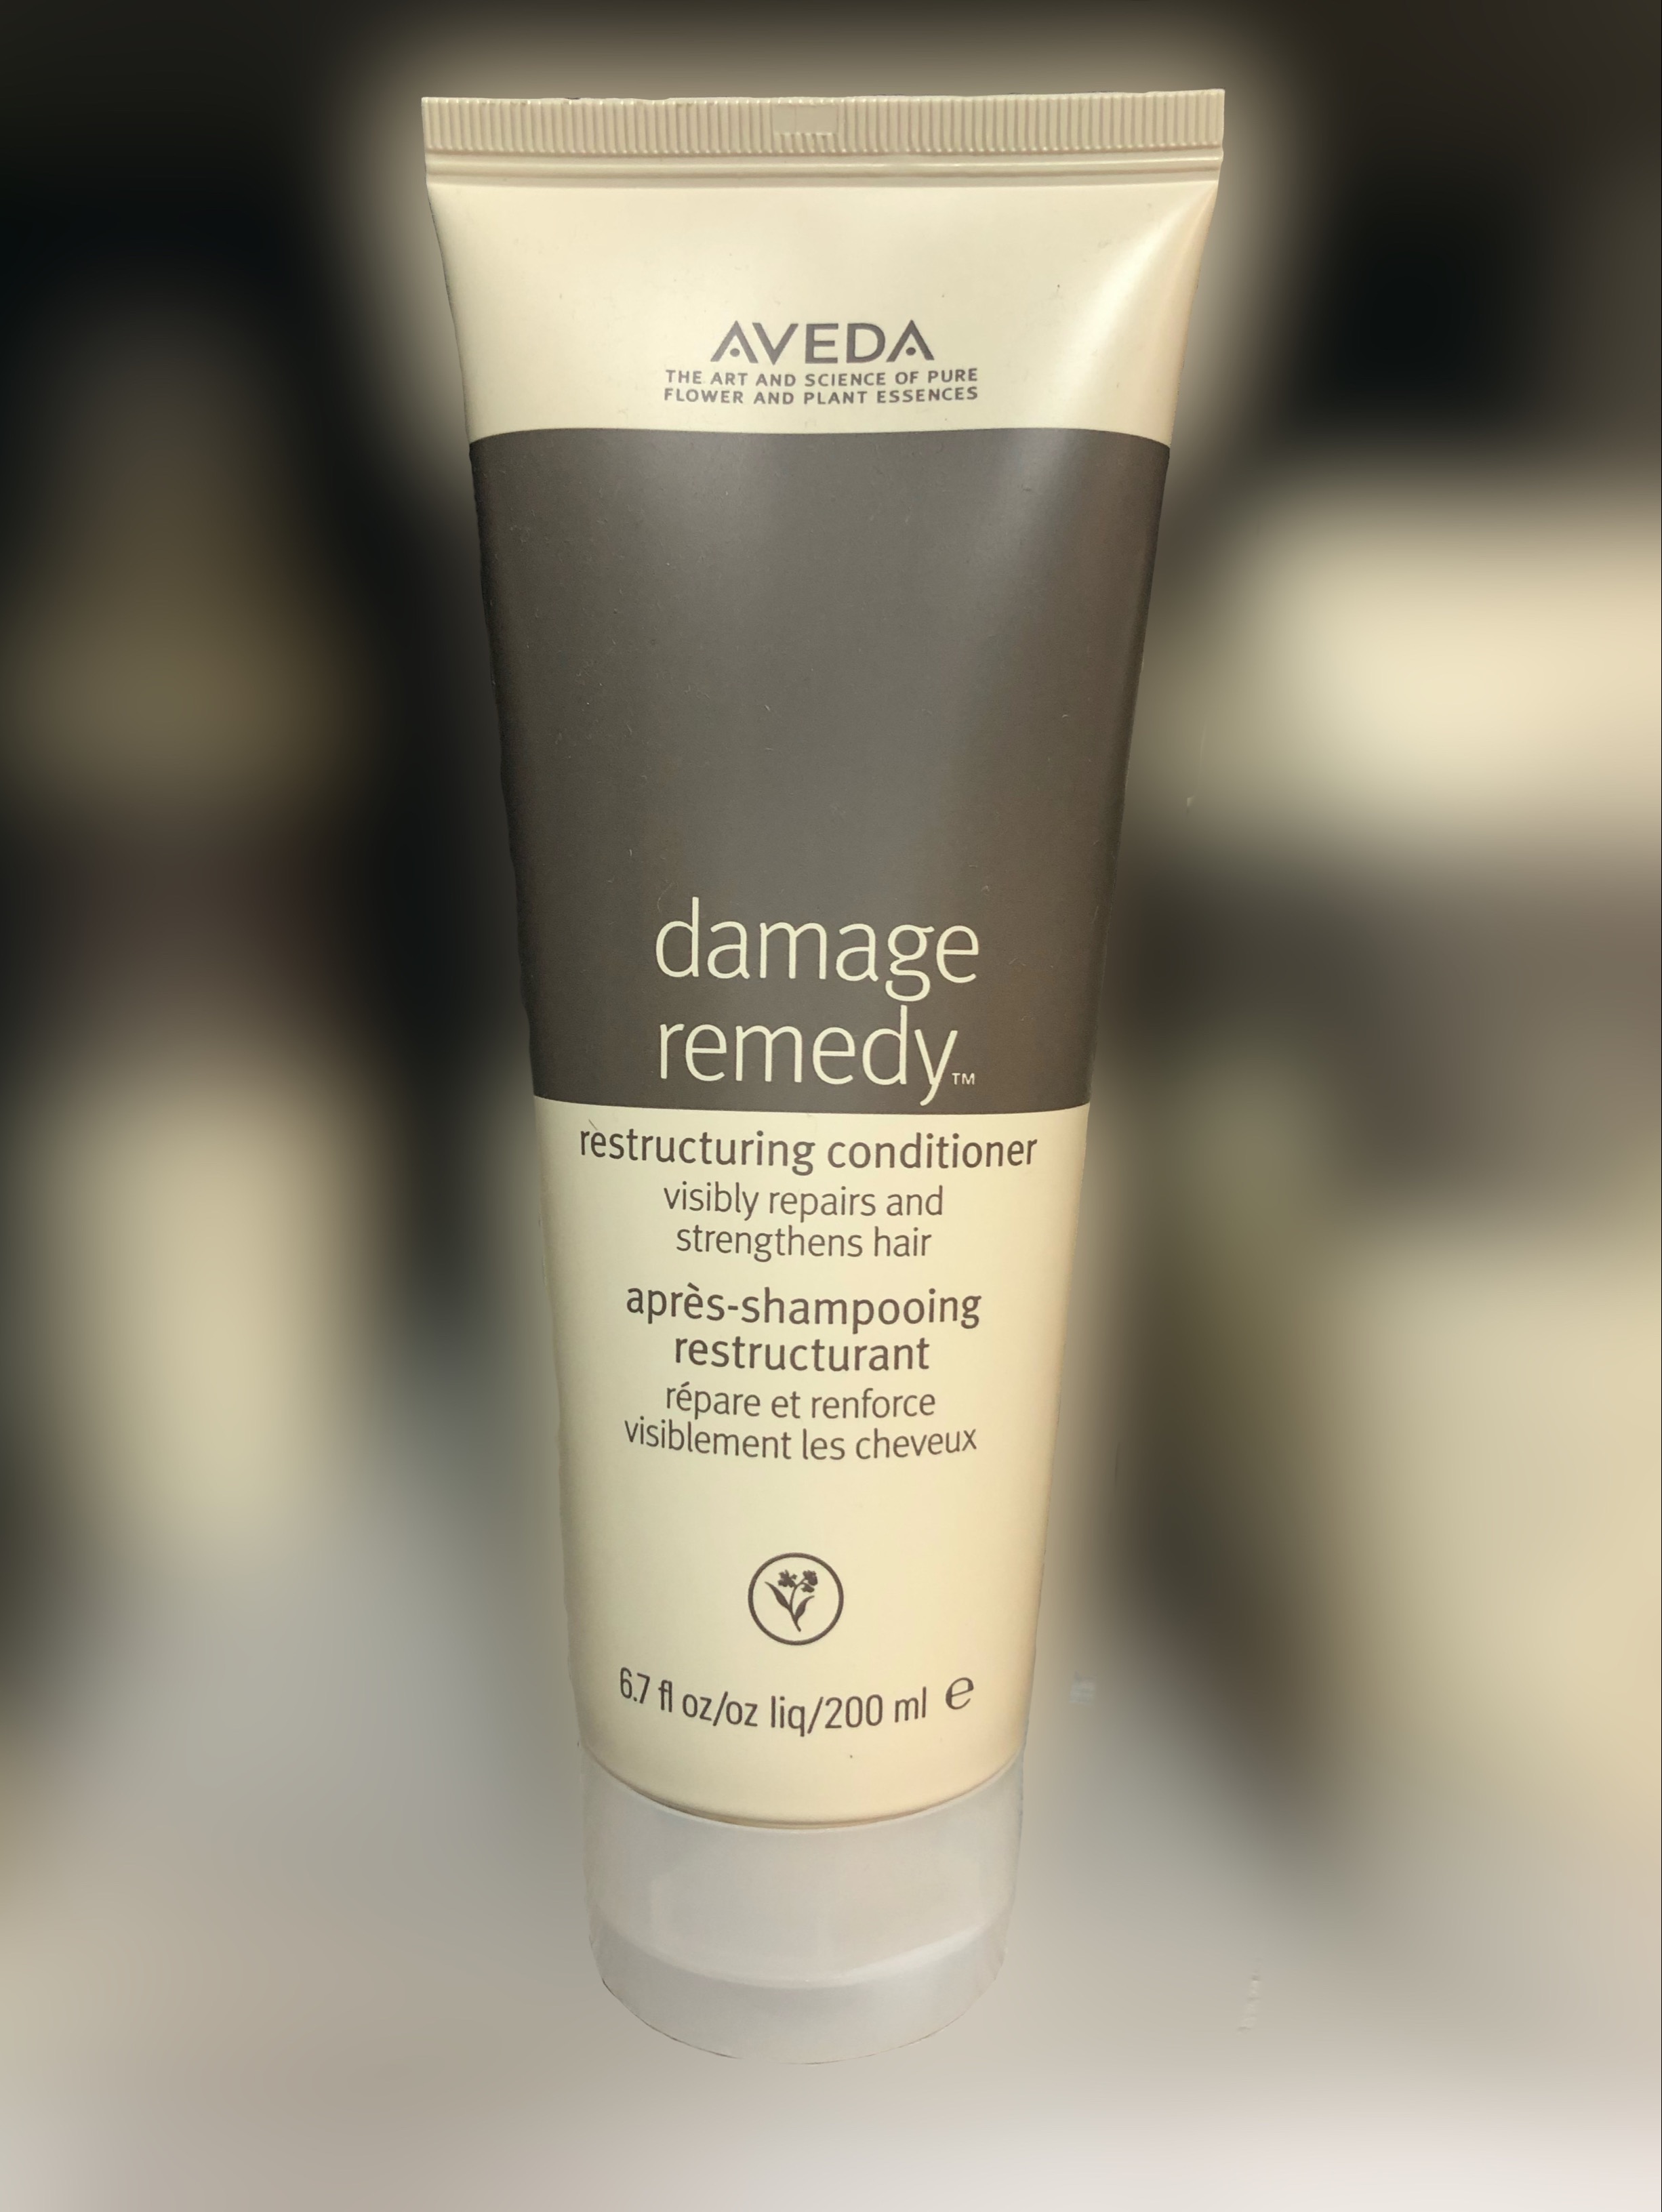 AVEDA
THE ART AND SCIENCE OF PURE
FLOWER AND PLANT ESSENCES
damage
remedy™
restructuring conditioner
visibly repairs and
strengthens hair
après-shampooing
restructurant
répare et renforce
visiblement les cheveux
6.7 fl oz/oz liq/200 ml ℮